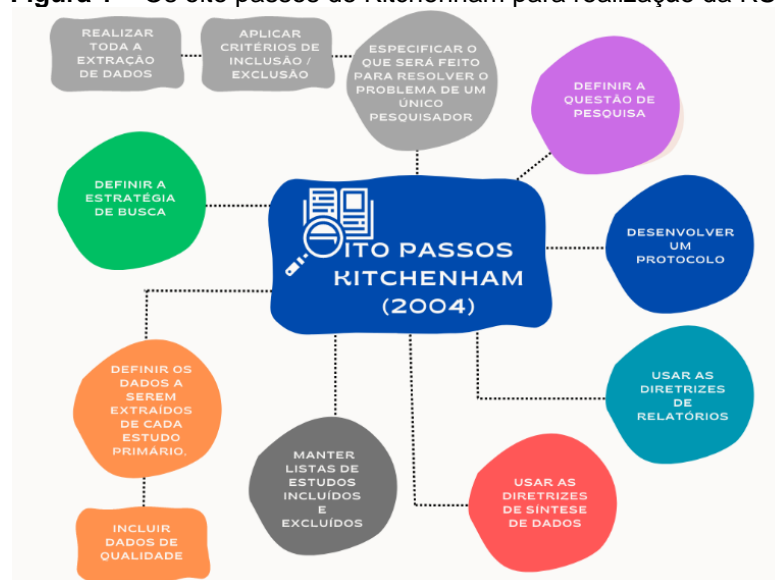 Figura 1 – Os oito passos de Kitchenham para realização da RS
REALIZAR
TODA A
EXTRAÇÃO
DE DADOS
APLICAR
CRITÉRIOS DE
INCLUSÃO /
EXCLUSÃO
ESPECIFICAR O
QUE SERÁ FEITO
PARA RESOLVER O
PROBLEMA DE UM
ÚNICO
PESQUISADOR
DEFINIR A
QUESTÃO DE
PESQUISA
DEFINIR A
ESTRATÉGIA
DE BUSCA
ITO PASSOS
KITCHENHAM
(2004)
DESENVOLVER
UM
PROTOCOLO
DEFINIR OS
DADOS A
SEREM
EXTRAÍDOS
DE CADA
ESTUDO
PRIMÁRIO.
USAR AS
DIRETRIZES
DE
RELATÓRIOS
MANTER
LISTAS DE
ESTUDOS
INCLUÍDOS
E
EXCLUÍDOS
USAR AS
DIRETRIZES
DE SÍNTESE
DE DADOS
INCLUIR
DADOS DE
QUALIDADE